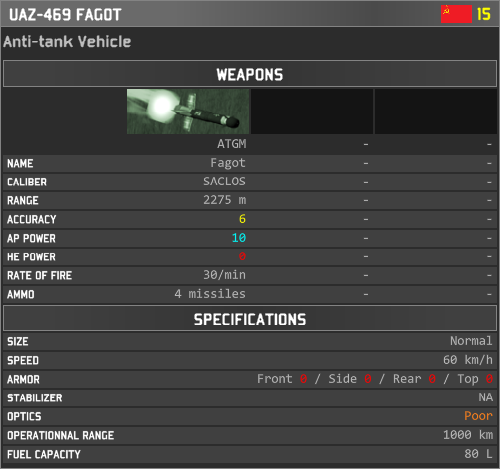 UAZ-469 FAGOT 15
Anti-tank Vehicle
WEAPONS
ATGM - -
NAME Fagot - -
CALIBER SACLOS - -
RANGE 2275 m - -
ACCURACY 6 - -
AP POWER 10 - -
HE POWER 0 - -
RATE OF FIRE 30/min - -
AMMO 4 missiles - -
SPECIFICATIONS
SIZE Normal
SPEED 60 km/h
ARMOR Front 0 / Side 0 / Rear 0 / Top 0
STABILIZER NA
OPTICS Poor
OPERATIONNAL RANGE 1000 km
FUEL CAPACITY 80 L